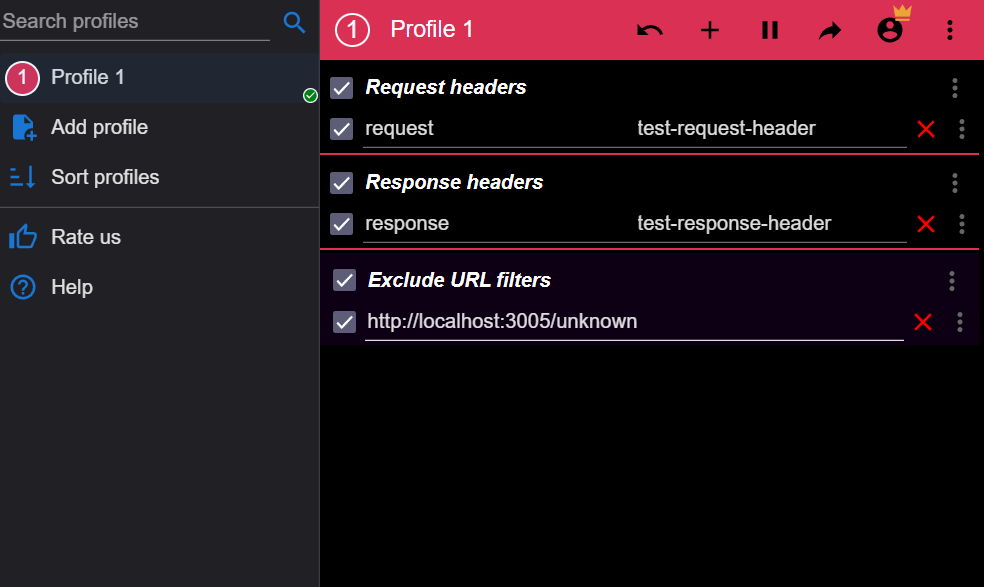 Search profiles
1 Profile 1
Add profile
Sort profiles
Rate us
Help
1 Profile 1
Request headers
request test-request-header
Response headers
response test-response-header
Exclude URL filters
http://localhost:3005/unknown